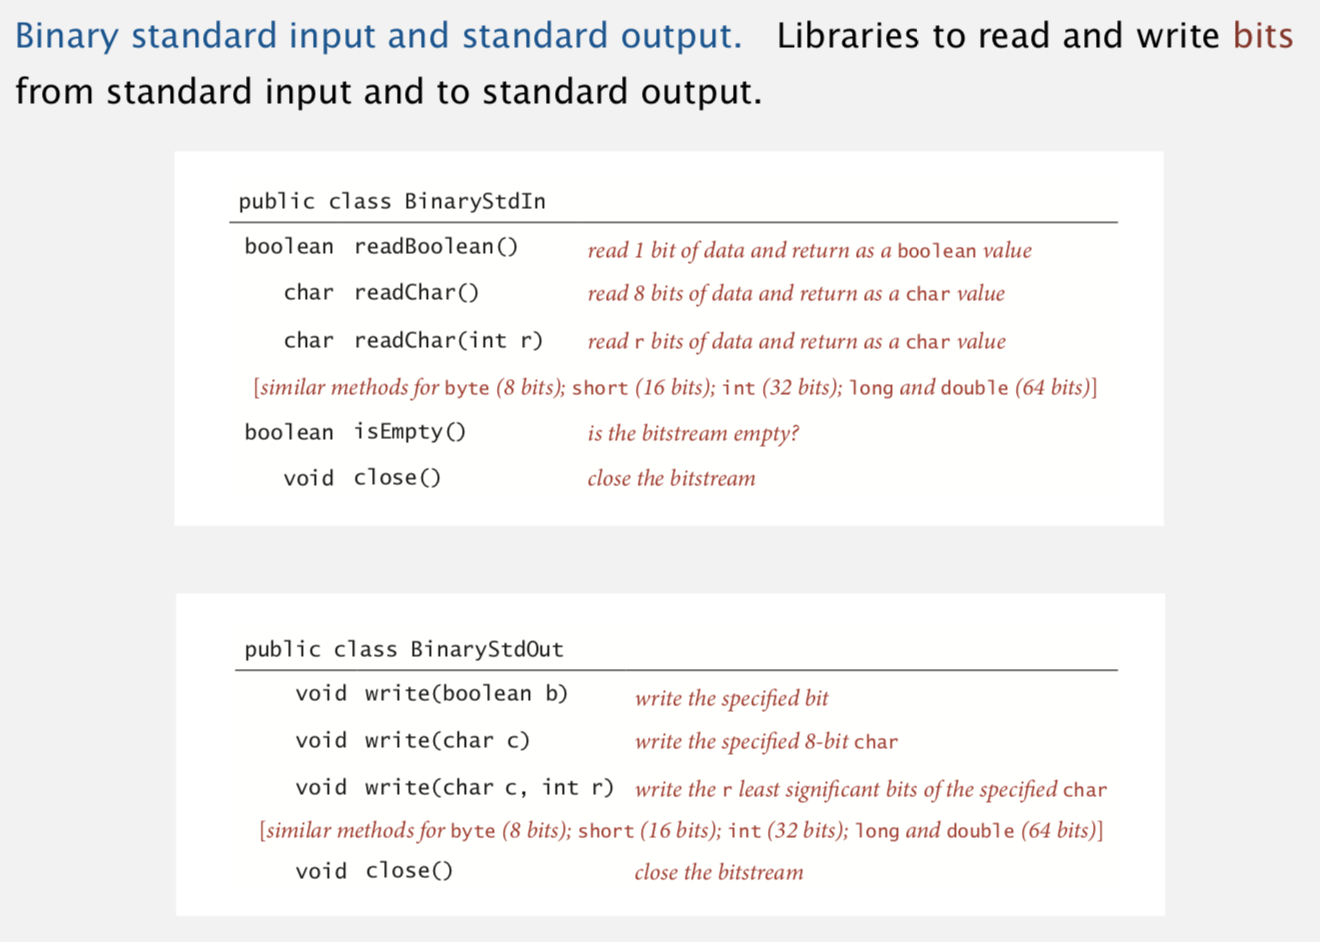 Binary standard input and standard output. Libraries to read and write bits
from standard input and to standard output.
public class BinaryStdIn
boolean readBoolean() read 1 bit of data and return as a boolean value
char readChar() read 8 bits of data and return as a char value
char readChar(int r) read r bits of data and return as a char value
[similar methods for byte (8 bits); short (16 bits); int (32 bits); long and double (64 bits)]
boolean isEmpty() is the bitstream empty?
void close() close the bitstream
public class BinaryStdOut
void write(boolean b) write the specified bit
void write(char c) write the specified 8-bit char
void write(char c, int r) write the r least significant bits of the specified char
[similar methods for byte (8 bits); short (16 bits); int (32 bits); long and double (64 bits)]
void close() close the bitstream